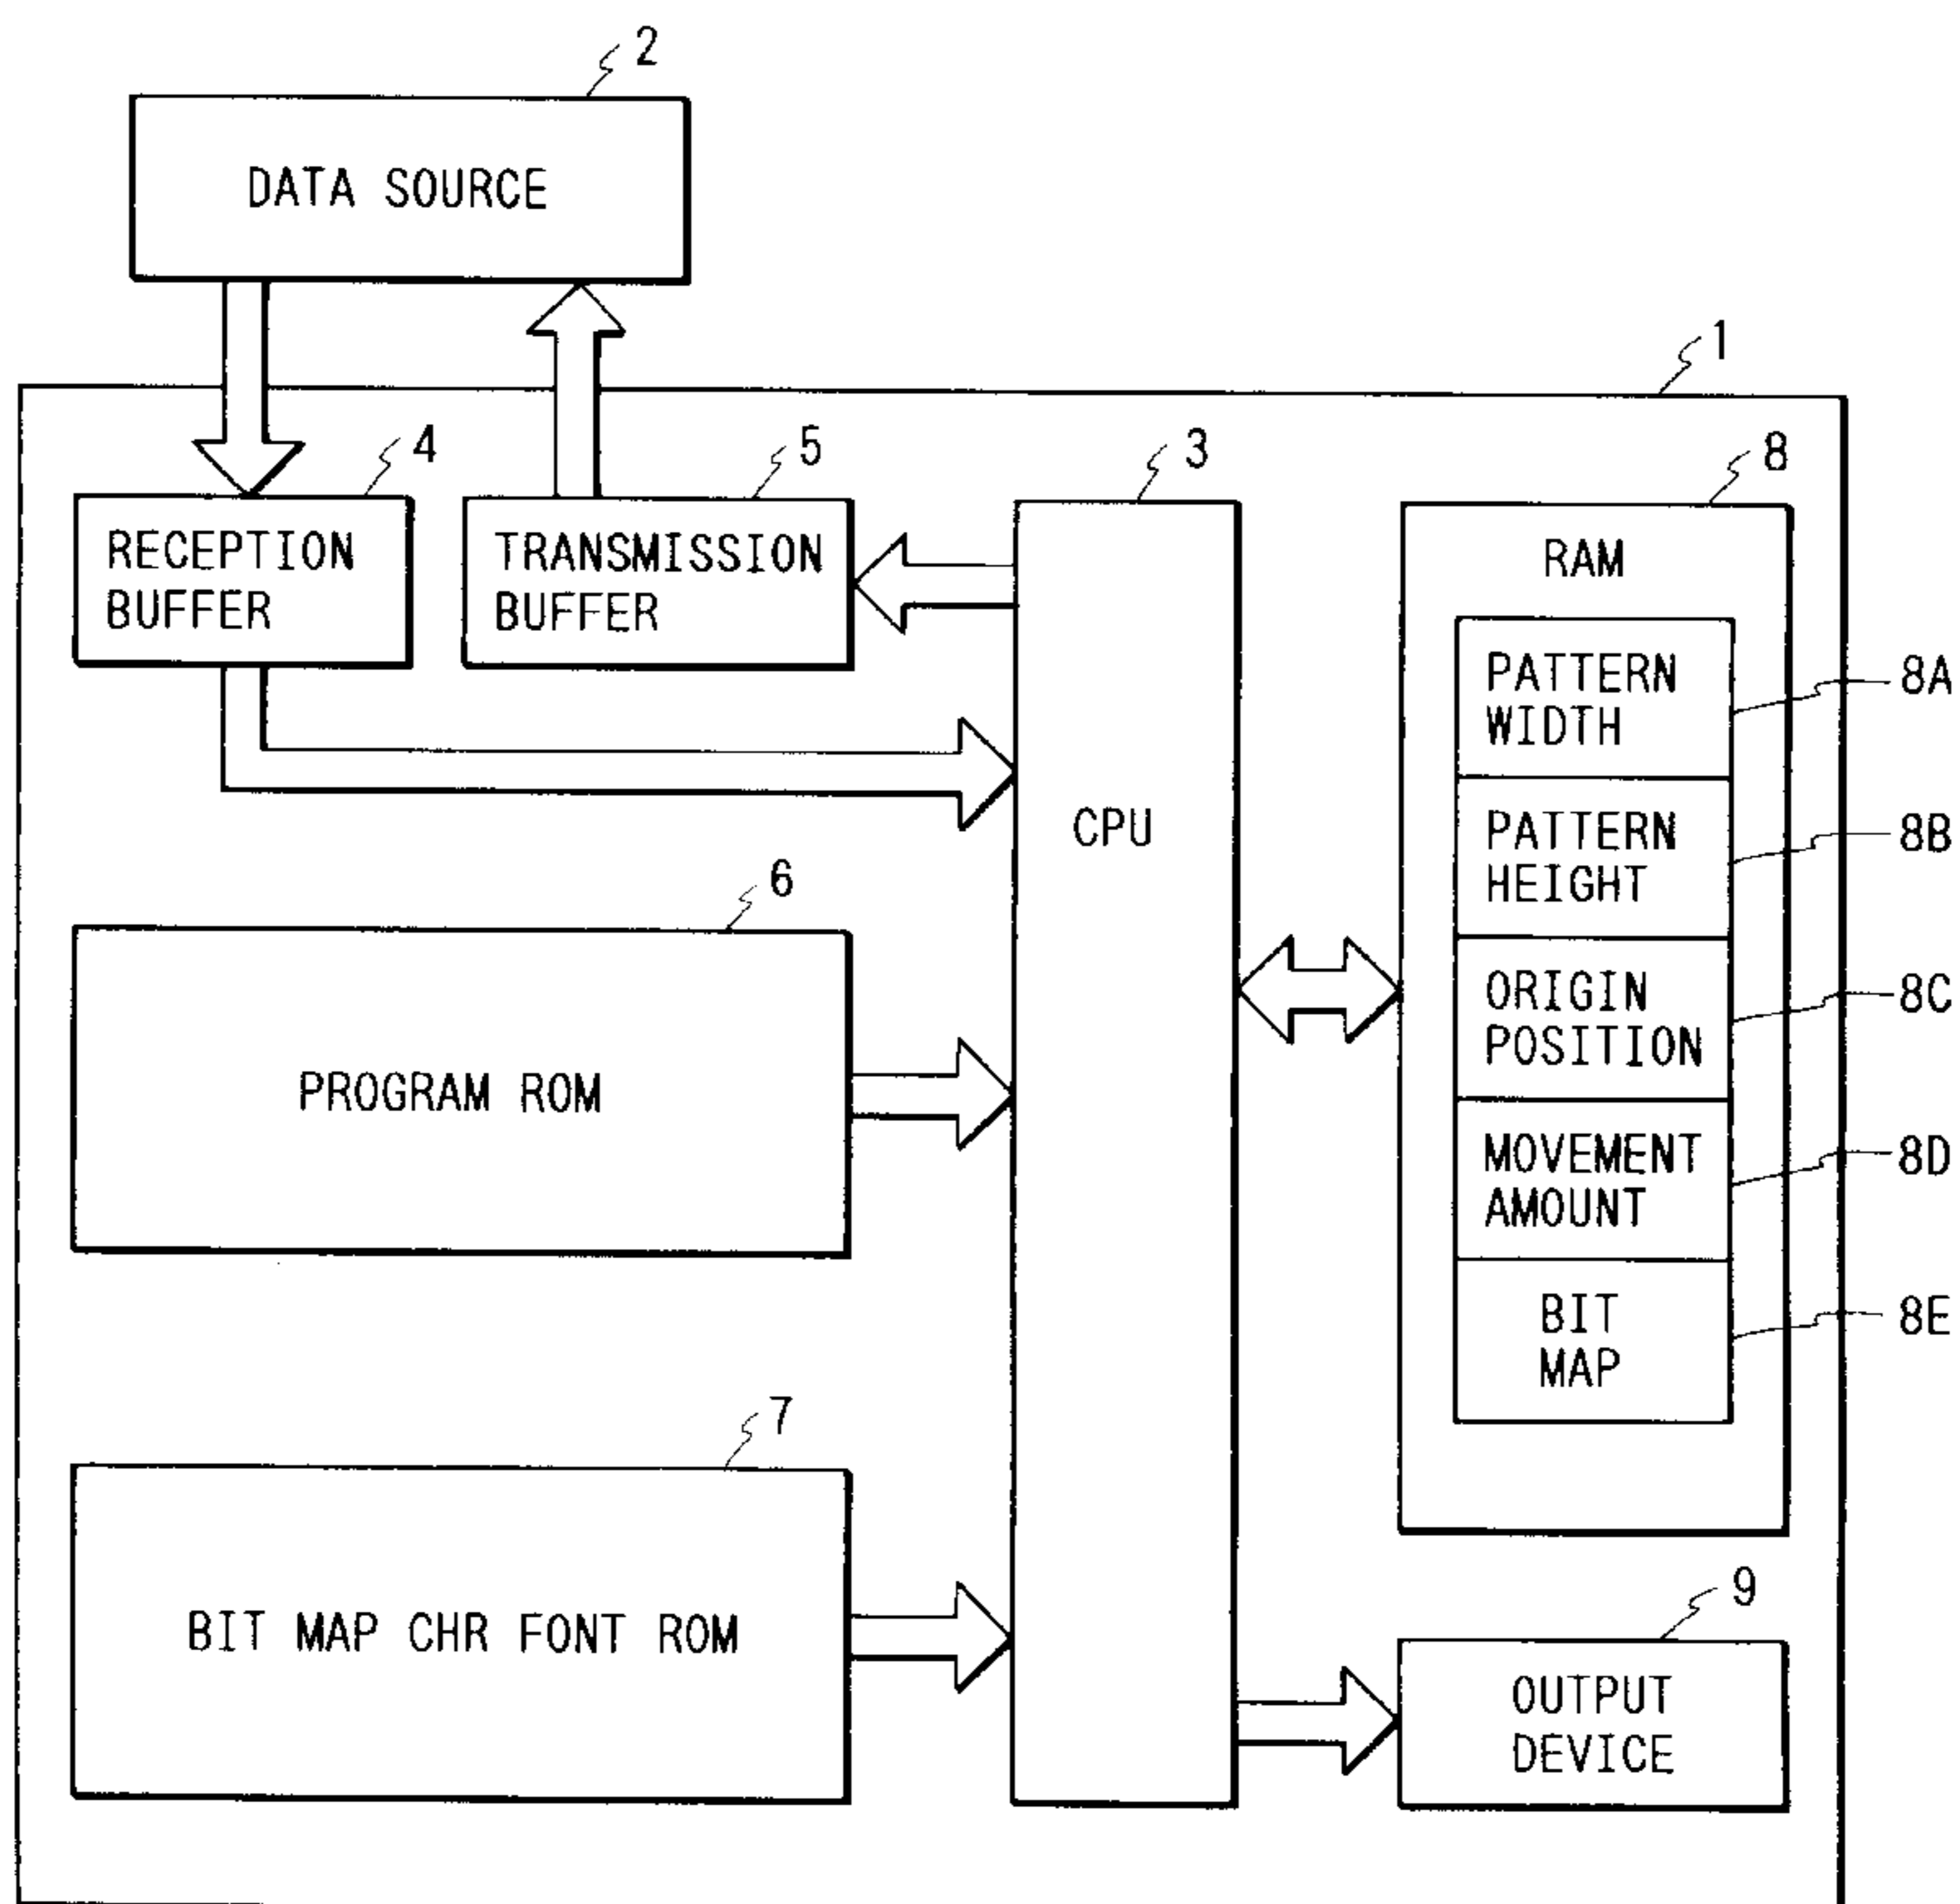 2
DATA SOURCE
1
4
5
3
8
RECEPTION
BUFFER
TRANSMISSION
BUFFER
RAM
PATTERN
WIDTH
8A
CPU
PATTERN
HEIGHT
8B
6
PROGRAM ROM
ORIGIN
POSITION
8C
MOVEMENT
AMOUNT
8D
BIT
MAP
8E
7
BIT MAP CHR FONT ROM
9
OUTPUT
DEVICE